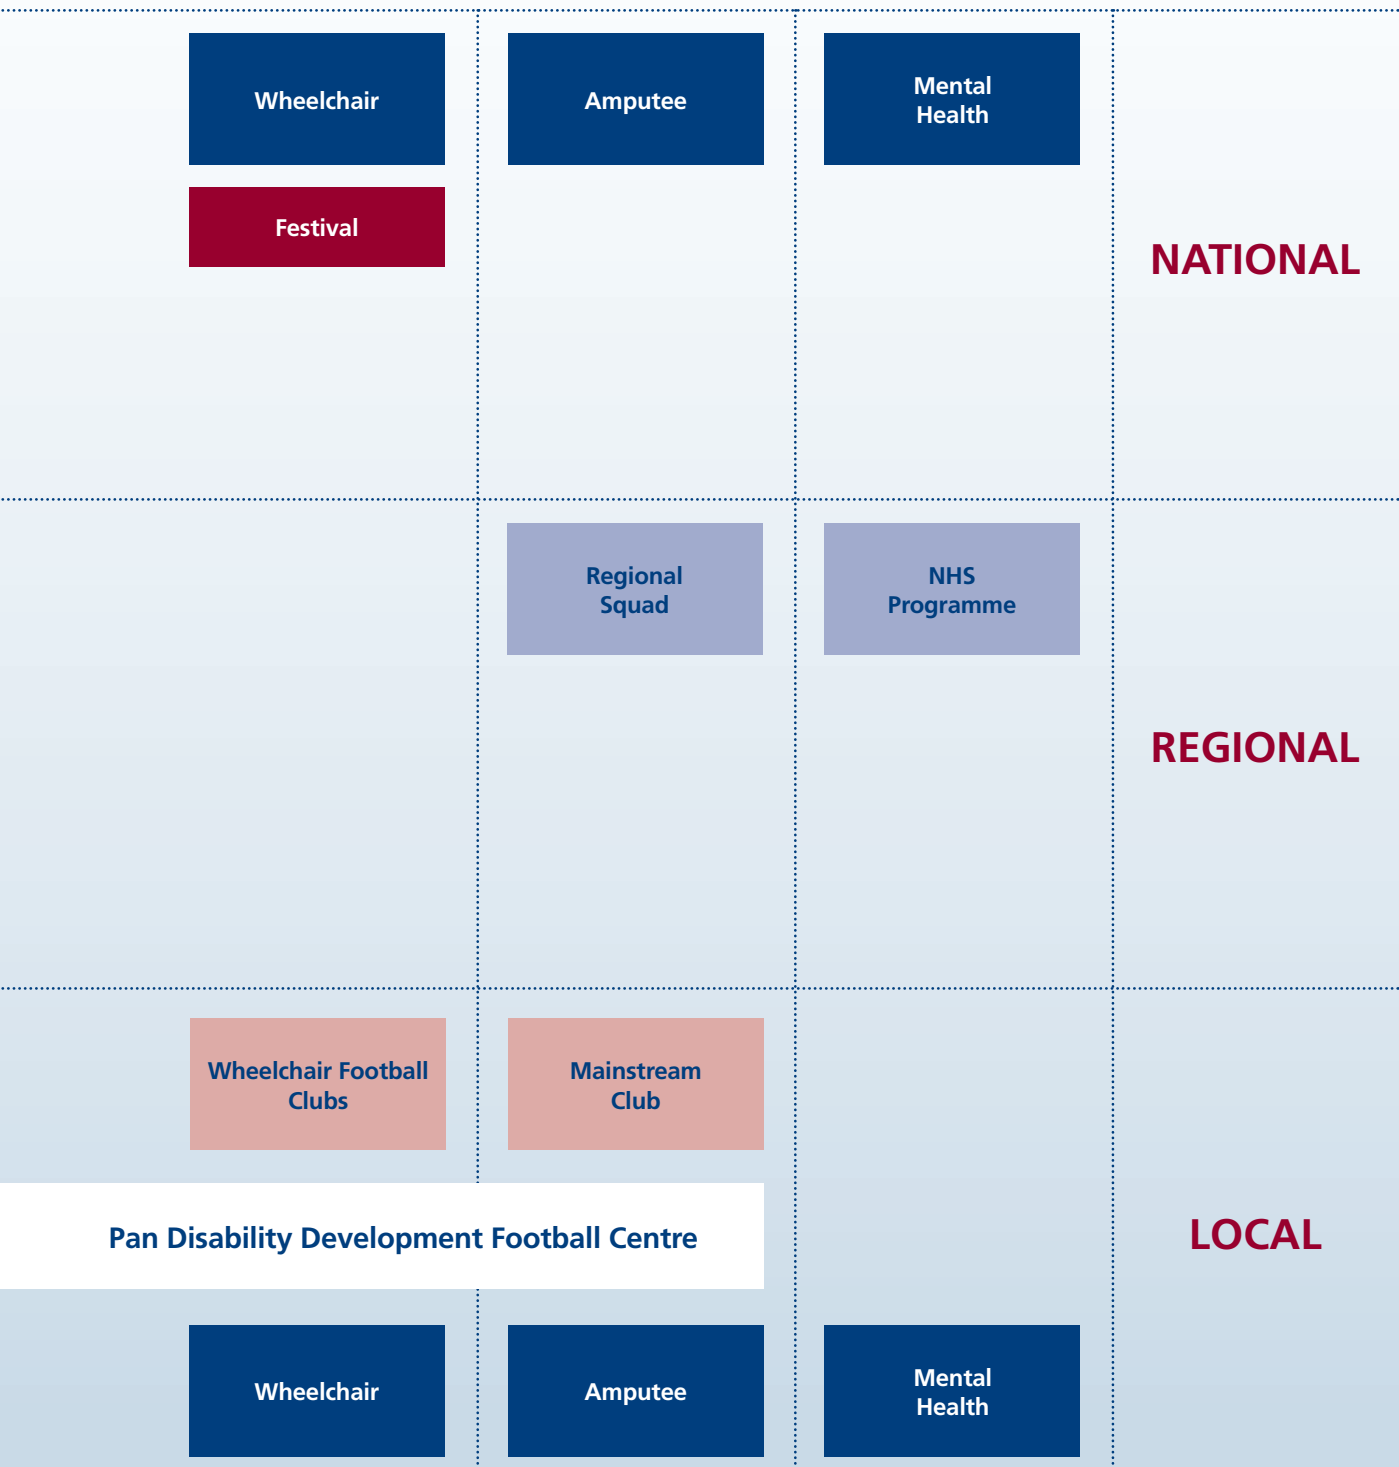 Wheelchair
Amputee
Mental
Health
Festival
NATIONAL
Regional
Squad
NHS
Programme
REGIONAL
Wheelchair Football
Clubs
Mainstream
Club
Pan Disability Development Football Centre
LOCAL
Wheelchair
Amputee
Mental
Health